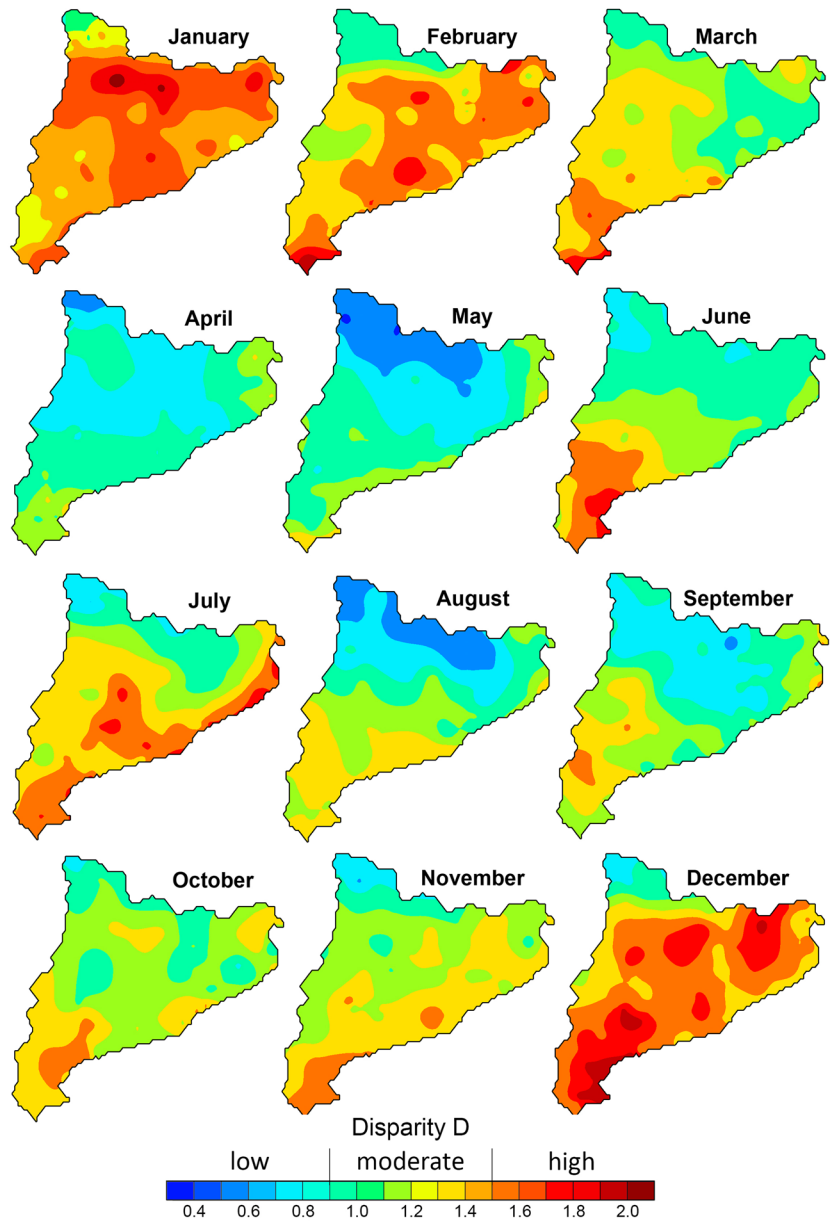 January February March
April May June
July August September
October November December
Disparity D
low moderate high
0.4 0.6 0.8 1.0 1.2 1.4 1.6 1.8 2.0